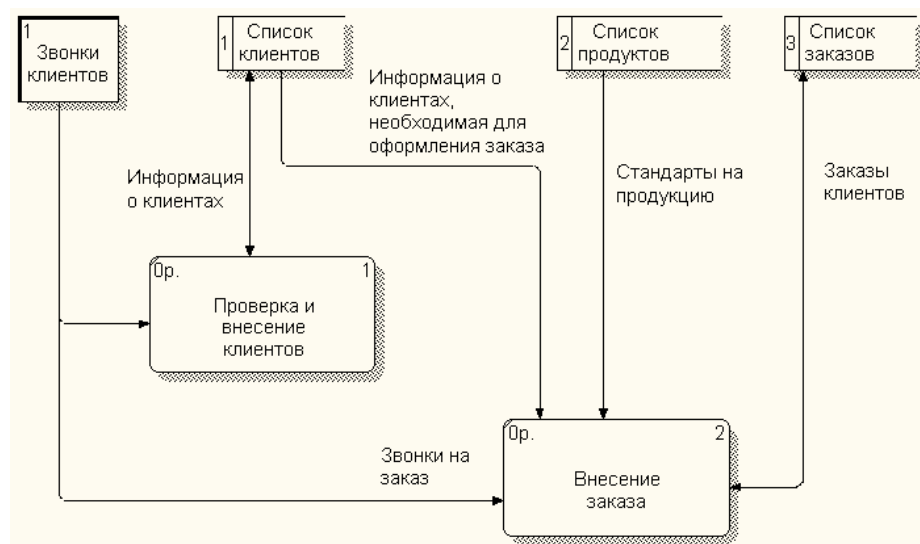 1
Звонки
клиентов
1
Список
клиентов
2
Список
продуктов
3
Список
заказов
Информация о
клиентах,
необходимая для
оформления заказа
Информация
о клиентах
Стандарты на
продукцию
Заказы
клиентов
0р. 1
Проверка и
внесение
клиентов
Звонки на
заказ
0р. 2
Внесение
заказа